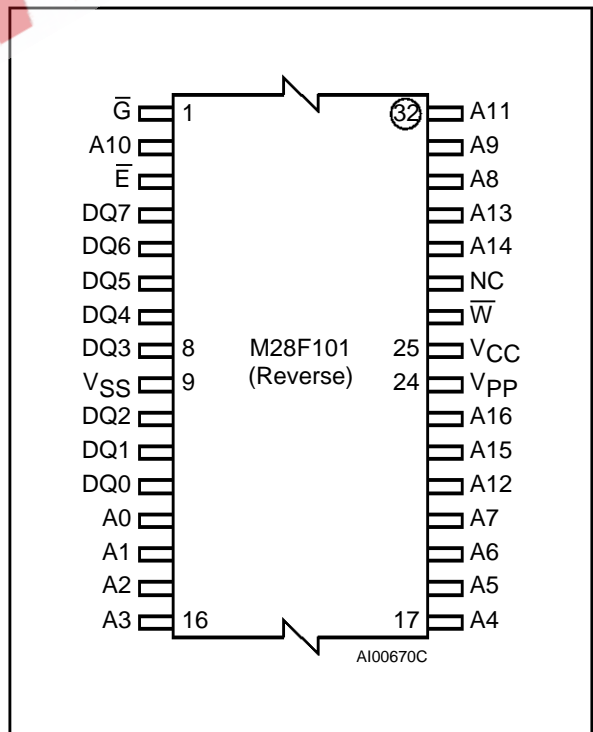 G̅ 1 32 A11
A10 A9
E̅ A8
DQ7 A13
DQ6 A14
DQ5 NC
DQ4 W̅
DQ3 8 M28F101 25 VCC
VSS 9 (Reverse) 24 VPP
DQ2 A16
DQ1 A15
DQ0 A12
A0 A7
A1 A6
A2 A5
A3 16 17 A4
AI00670C